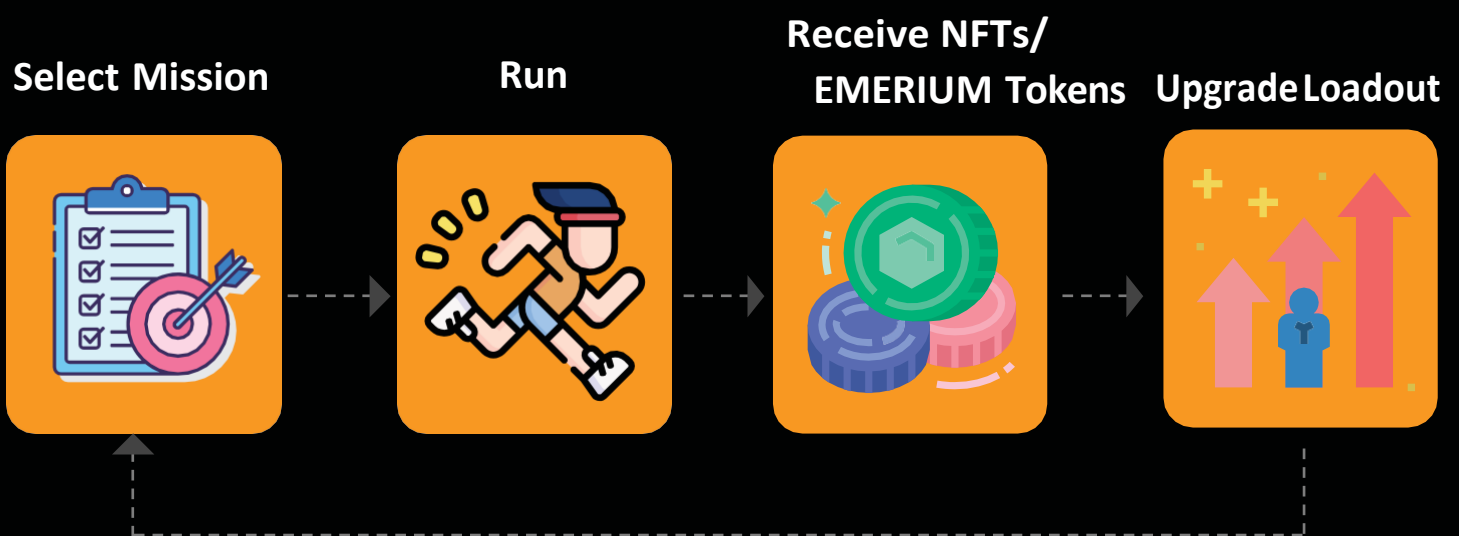 Select Mission
Run
Receive NFTs/
EMERIUM Tokens
Upgrade Loadout